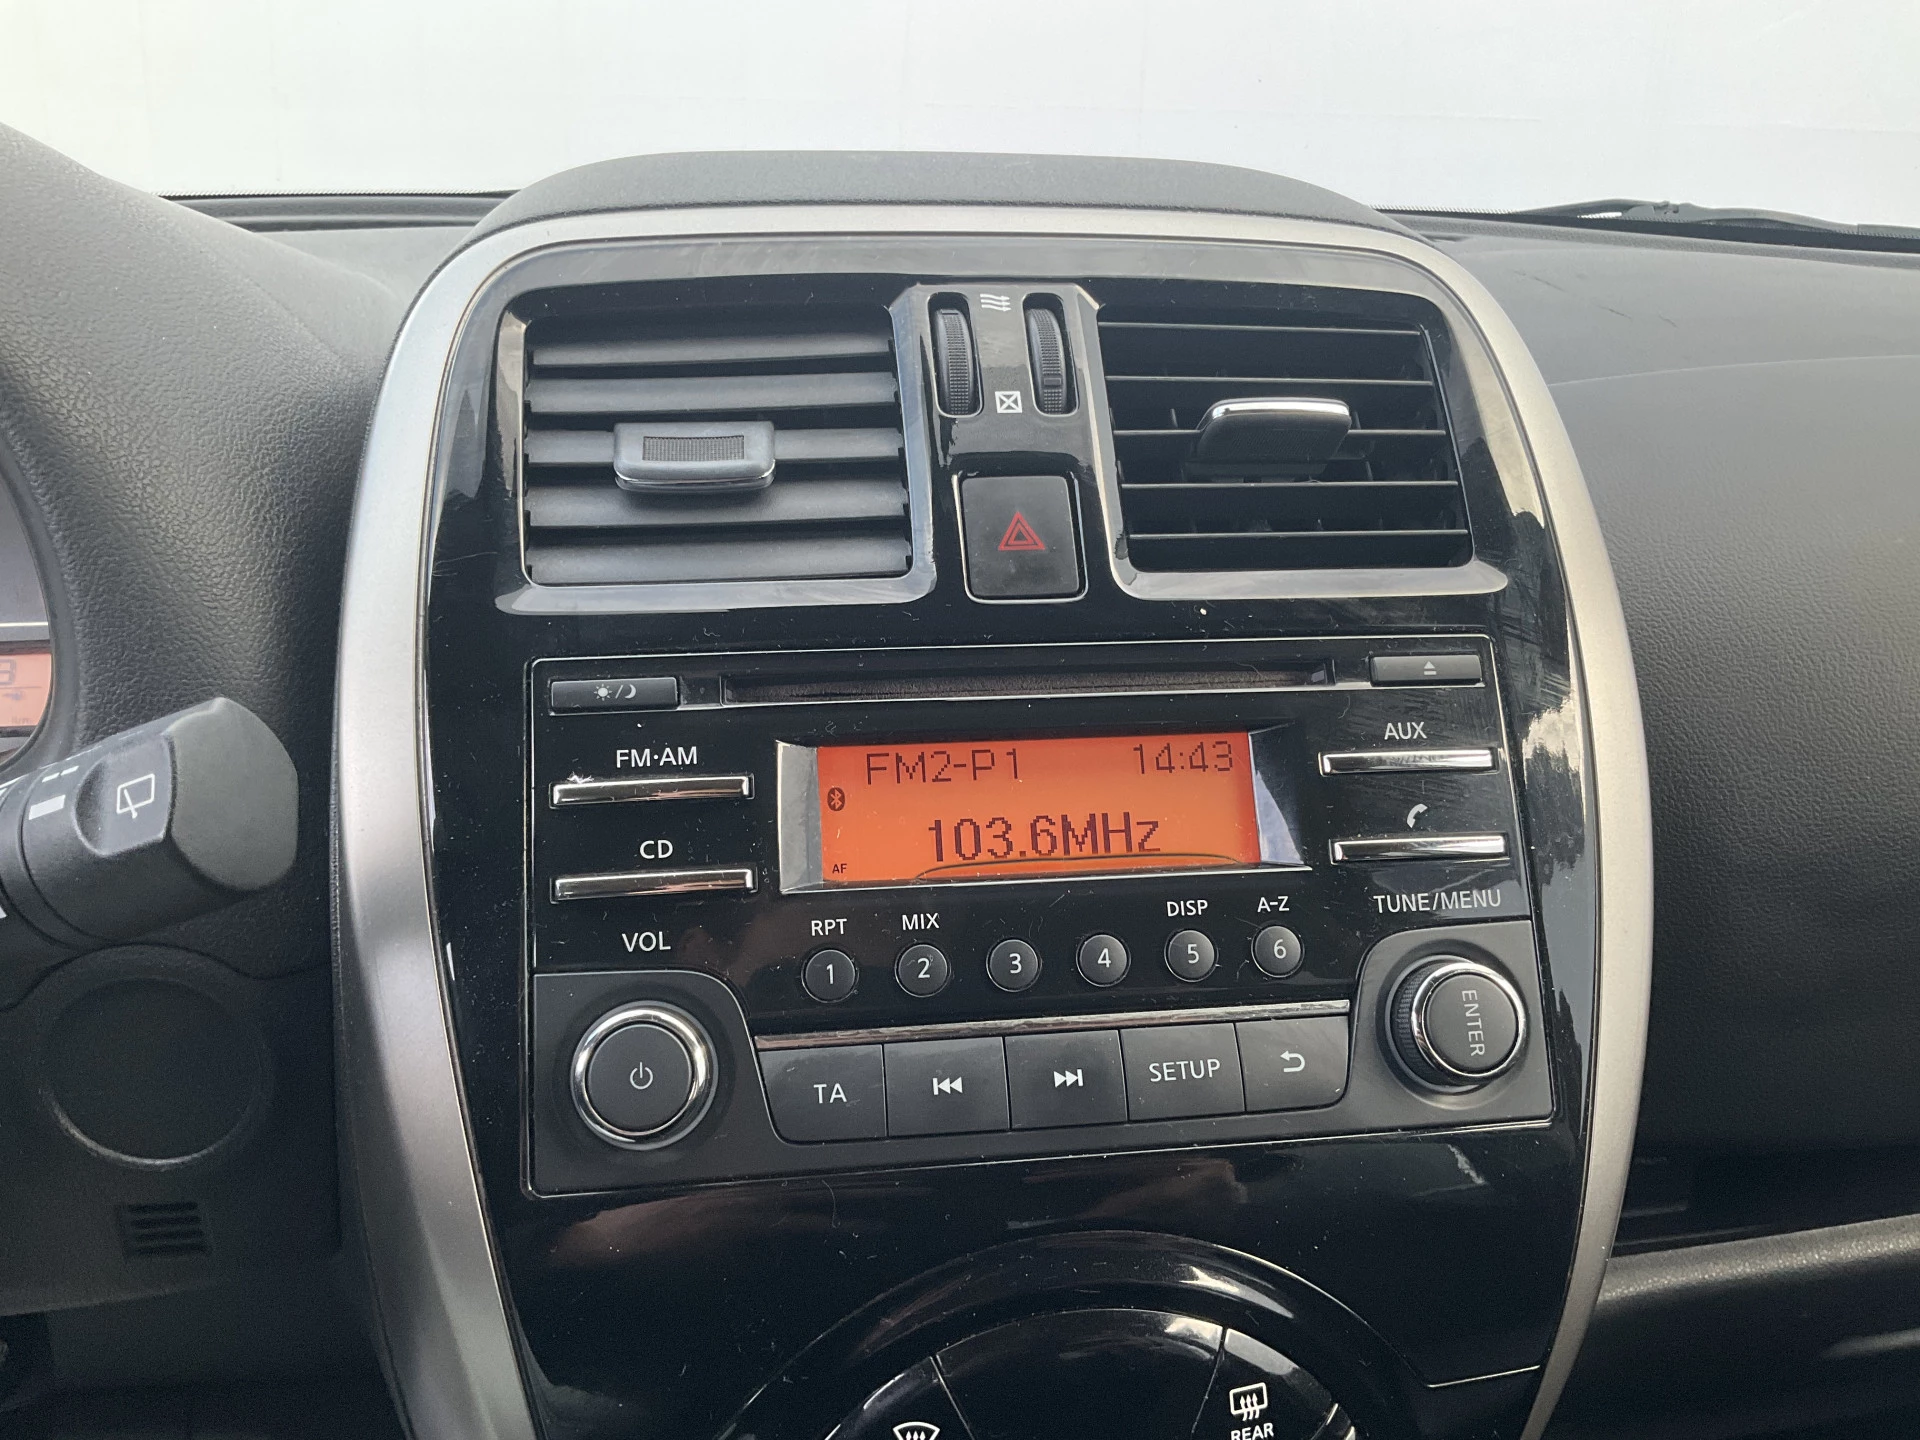 FM·AM
CD
VOL
FM2-P1 14:43
103.6MHz
AF
AUX
TUNE/MENU
RPT MIX DISP A-Z
1 2 3 4 5 6
ENTER
TA SETUP
REAR